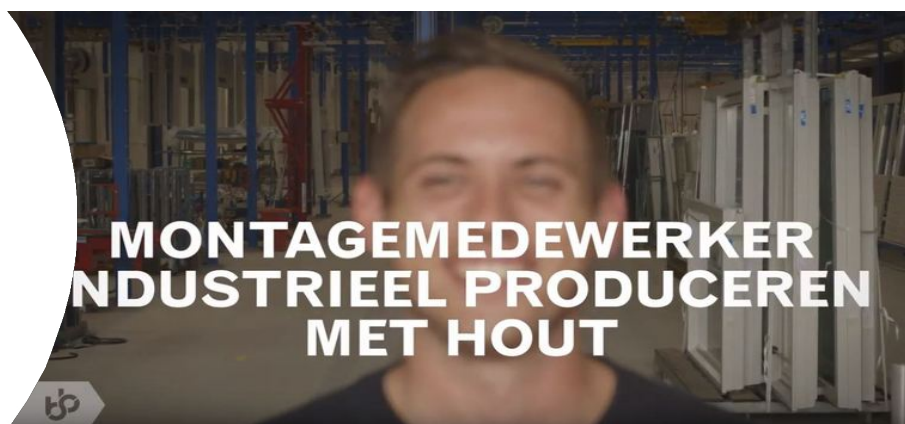 MONTAGEMEDEWERKER
NDUSTRIEEL PRODUCEREN
MET HOUT